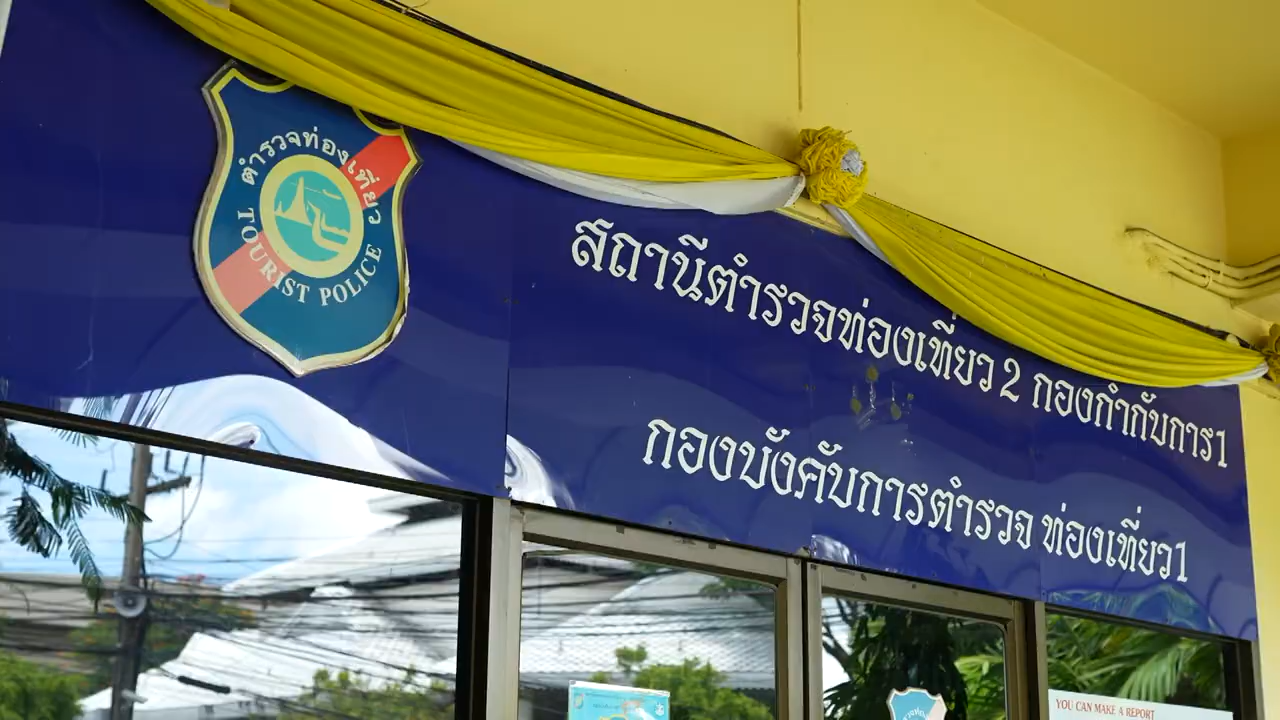 ตำรวจท่องเที่ยว
TOURIST POLICE
สถานีตำรวจท่องเที่ยว 2 กองกำกับการ1
กองบังคับการตำรวจ ท่องเที่ยว1
YOU CAN MAKE A REPORT